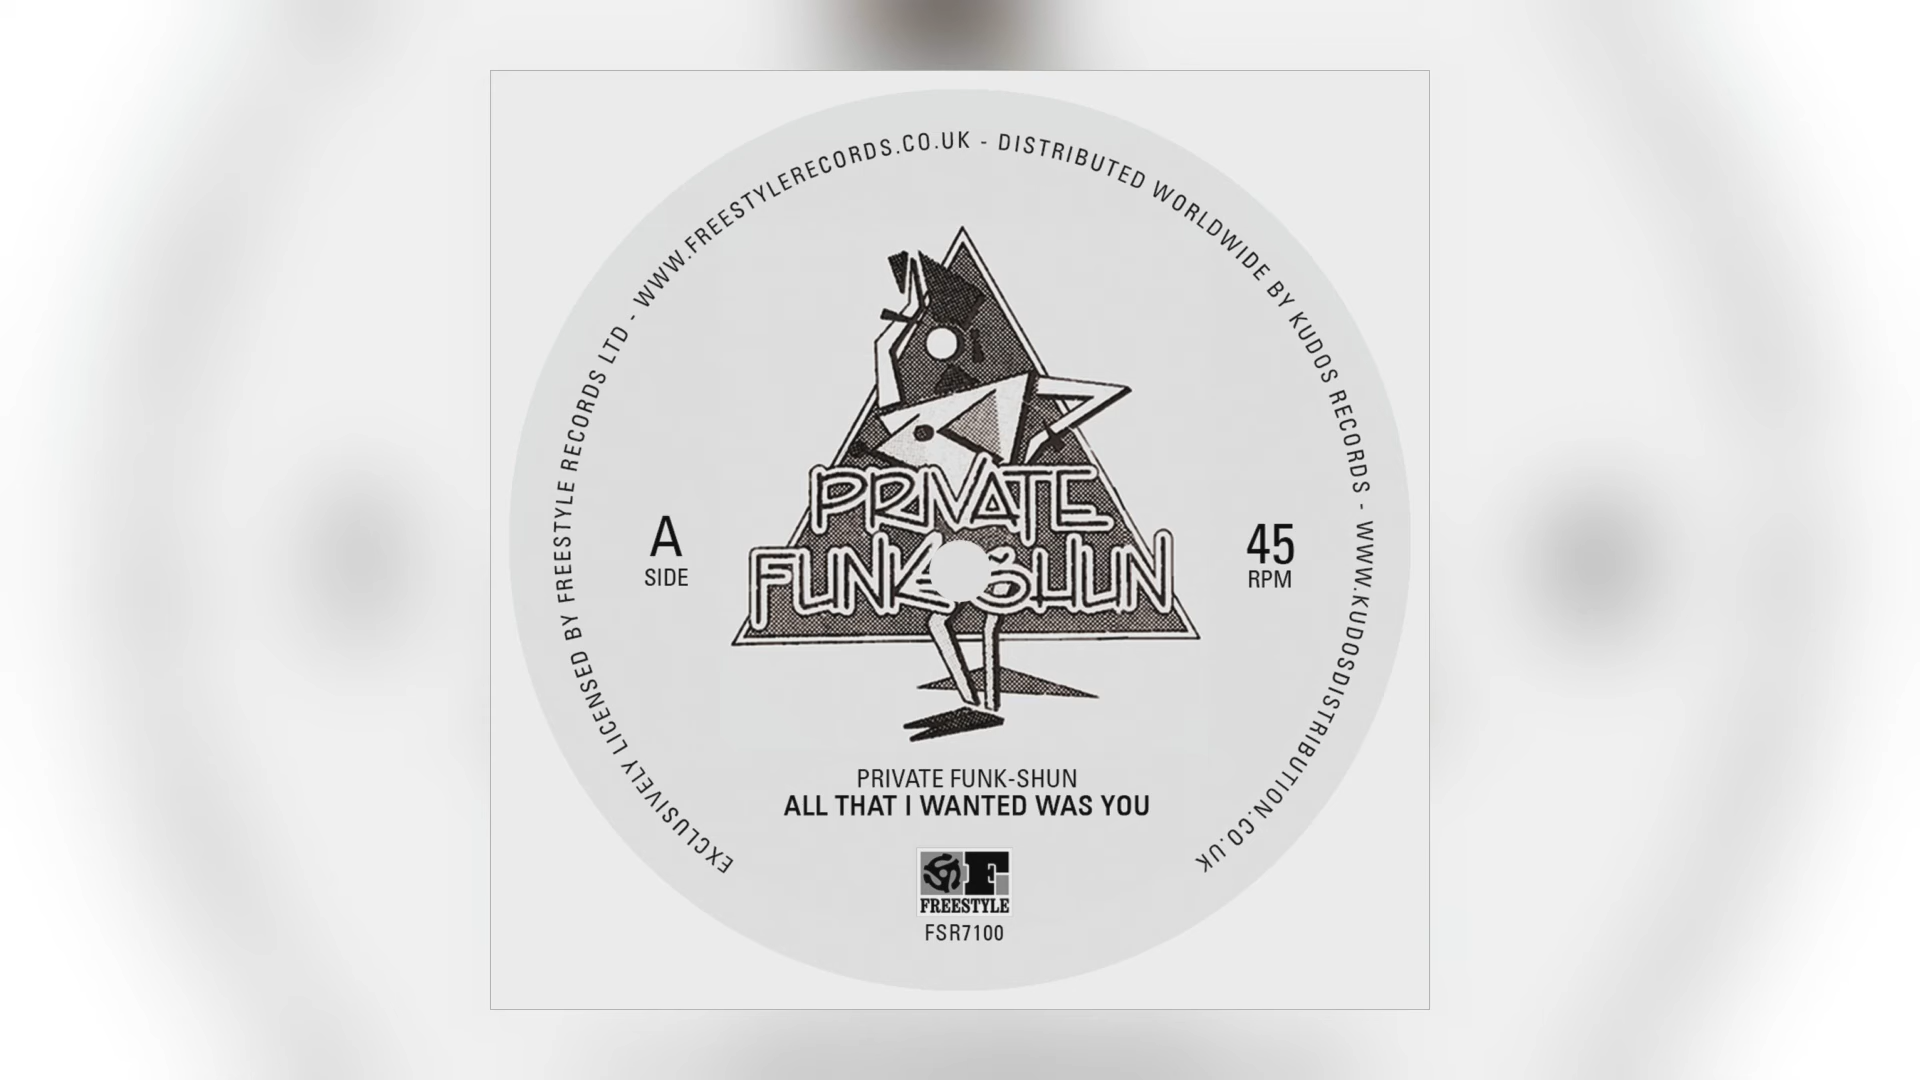 EXCLUSIVELY LICENSED BY FREESTYLE RECORDS LTD - WWW.FREESTYLERECORDS.CO.UK - DISTRIBUTED WORLDWIDE BY KUDOS RECORDS - WWW.KUDOSDISTRIBUTION.CO.UK
PRIVATE
FUNK-SHUN
A
SIDE
45
RPM
PRIVATE FUNK-SHUN
ALL THAT I WANTED WAS YOU
F
FREESTYLE
FSR7100